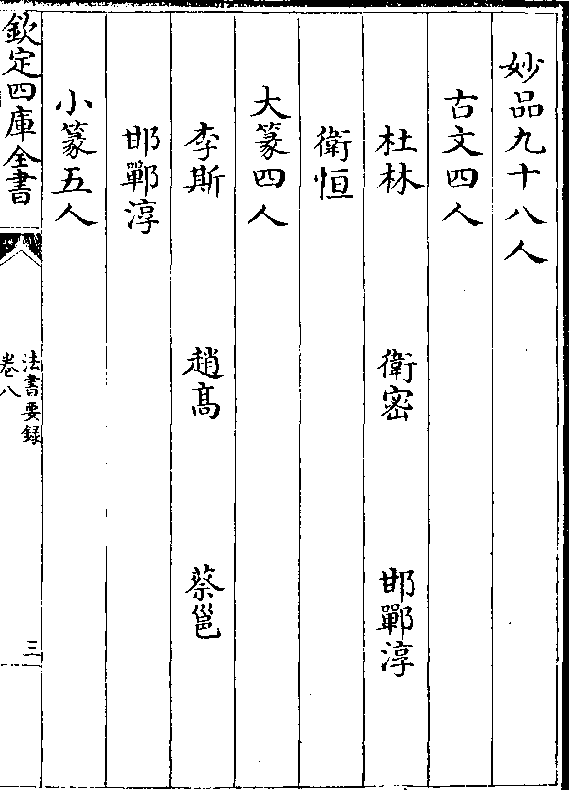 妙品九十八人
古文四人
杜林 衛密 邯鄲淳
衛恒
大篆四人
李斯 趙髙 蔡邕
邯鄲淳
小篆五人
欽定四庫全書
法書要録
卷八
三